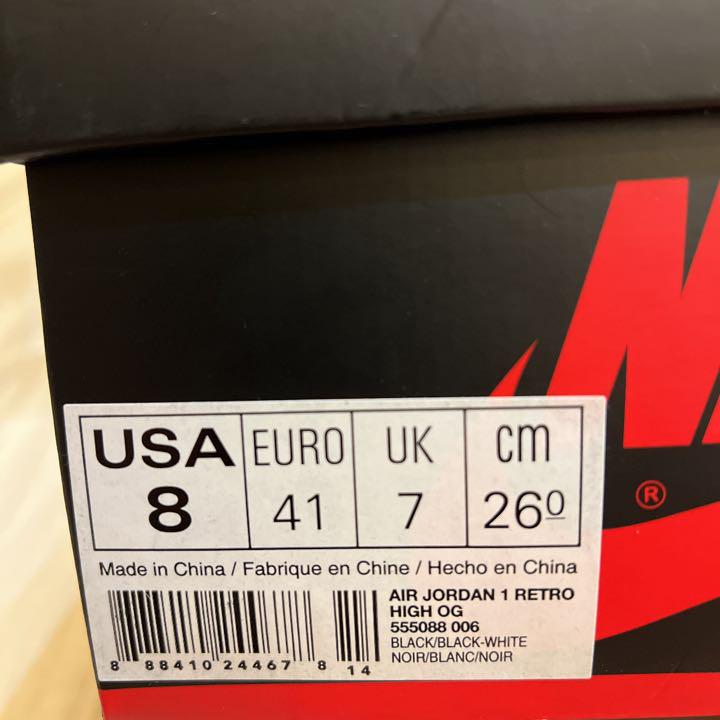 USA EURO UK cm
8 41 7 26 0
Made in China / Fabrique en Chine / Hecho en China
AIR JORDAN 1 RETRO
HIGH OG
555088 006
BLACK/BLACK-WHITE
NOIR/BLANC/NOIR
8 88410 24467 8 14
®